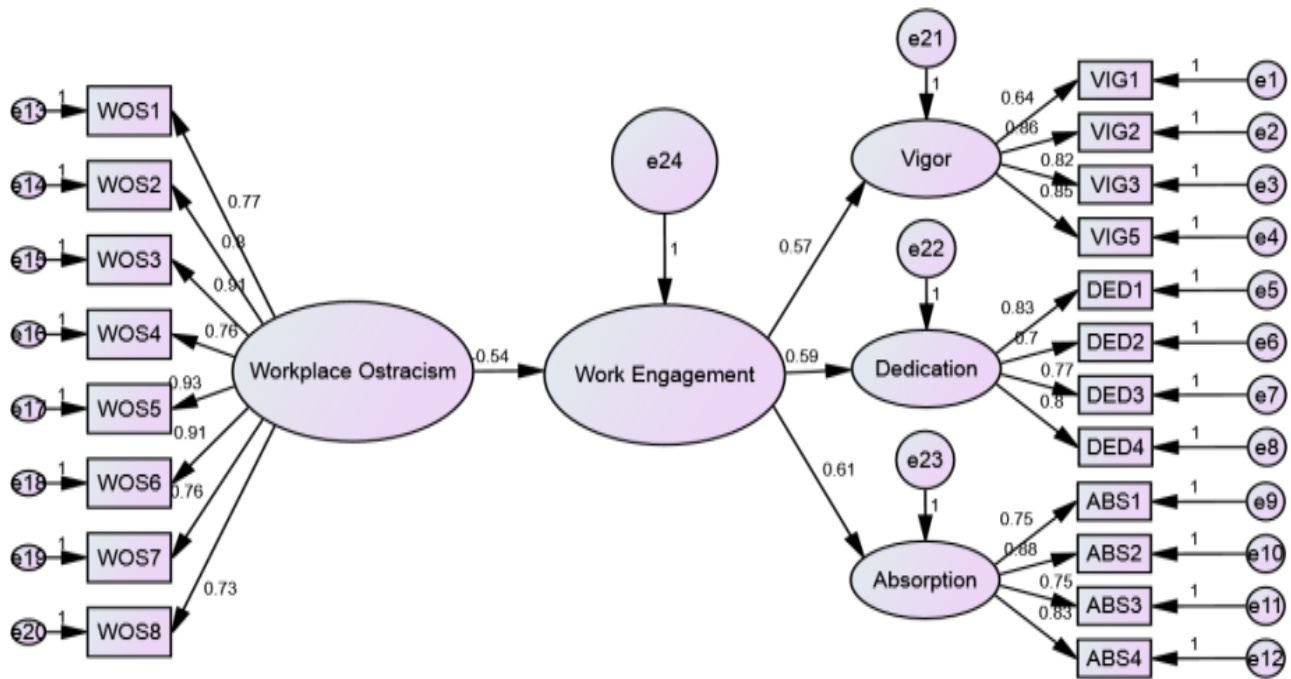 e13
1
WOS1
0.77
e14
1
WOS2
0.8
e15
1
WOS3
0.91
e16
1
WOS4
0.76
e17
1
WOS5
0.93
e18
1
WOS6
0.91
e19
1
WOS7
0.76
e20
1
WOS8
0.73
Workplace Ostracism
-0.54
e24
1
Work Engagement
0.57
0.59
0.61
e21
1
Vigor
0.64
VIG1
1
e1
0.86
VIG2
1
e2
0.82
VIG3
1
e3
0.85
VIG5
1
e4
e22
1
Dedication
0.83
DED1
1
e5
0.7
DED2
1
e6
0.77
DED3
1
e7
0.8
DED4
1
e8
e23
1
Absorption
0.75
ABS1
1
e9
0.88
ABS2
1
e10
0.75
ABS3
1
e11
0.83
ABS4
1
e12